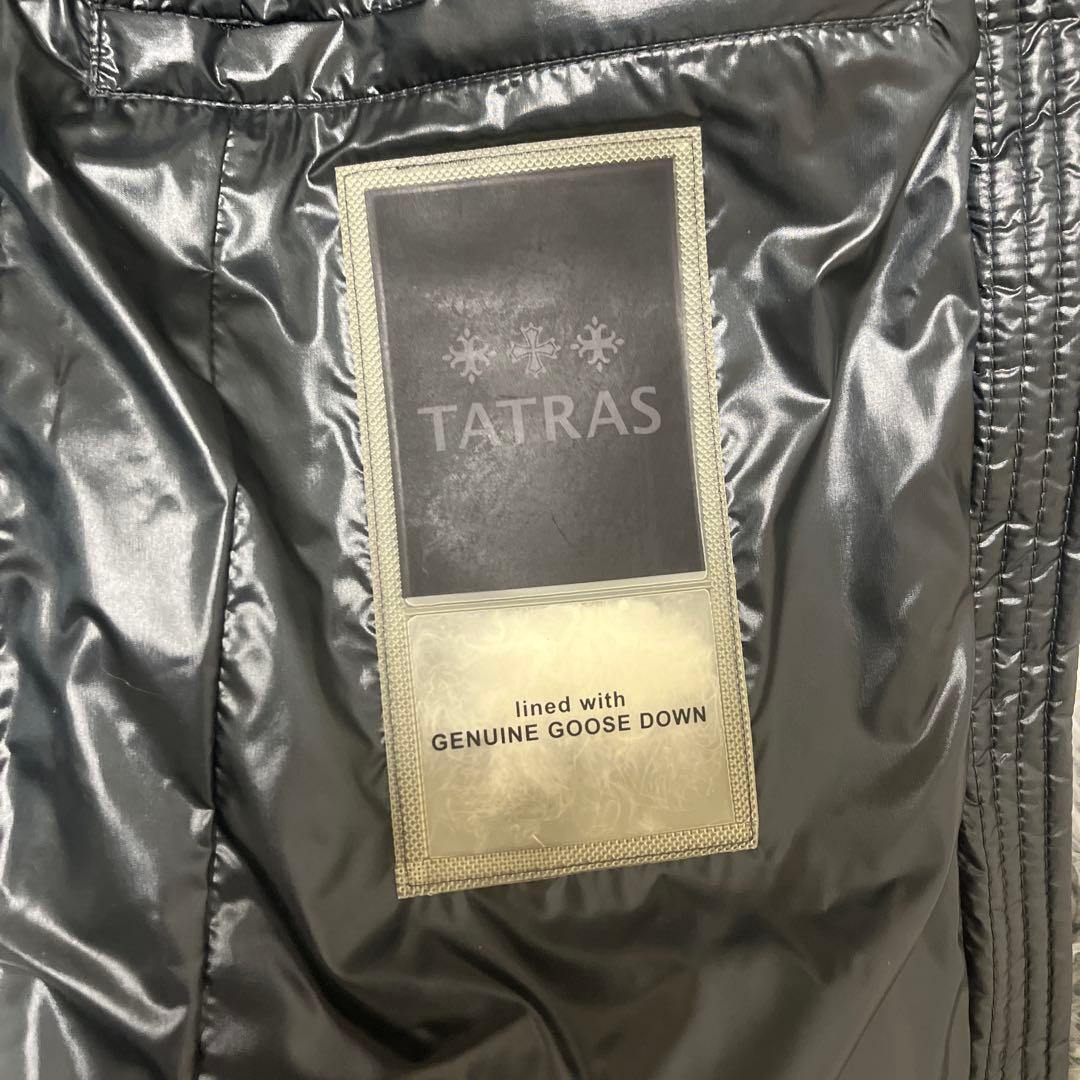 TATRAS
lined with
GENUINE GOOSE DOWN